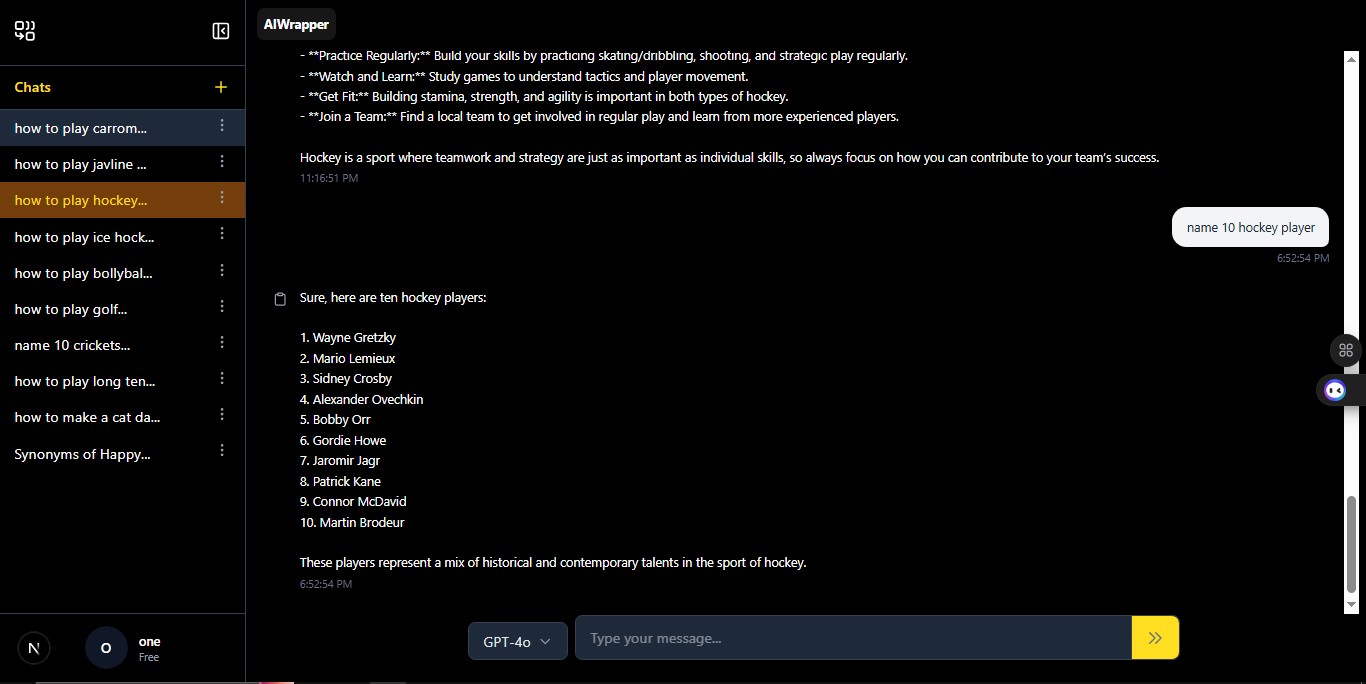 AIWrapper
Chats
how to play carrom...
how to play javline ...
how to play hockey...
how to play ice hock...
how to play bollybal...
how to play golf...
name 10 crickets...
how to play long ten...
how to make a cat da...
Synonyms of Happy...
N
O
one
Free
- **Practice Regularly:** Build your skills by practicing skating/dribbling, shooting, and strategic play regularly.
- **Watch and Learn:** Study games to understand tactics and player movement.
- **Get Fit:** Building stamina, strength, and agility is important in both types of hockey.
- **Join a Team:** Find a local team to get involved in regular play and learn from more experienced players.
Hockey is a sport where teamwork and strategy are just as important as individual skills, so always focus on how you can contribute to your team's success.
11:16:51 PM
name 10 hockey player
6:52:54 PM
Sure, here are ten hockey players:
1. Wayne Gretzky
2. Mario Lemieux
3. Sidney Crosby
4. Alexander Ovechkin
5. Bobby Orr
6. Gordie Howe
7. Jaromir Jagr
8. Patrick Kane
9. Connor McDavid
10. Martin Brodeur
These players represent a mix of historical and contemporary talents in the sport of hockey.
6:52:54 PM
GPT-4o
Type your message...